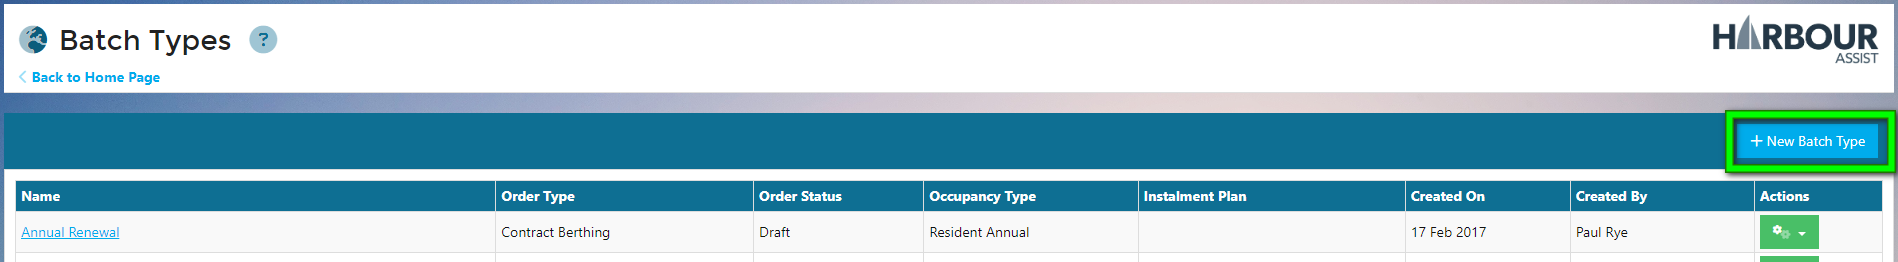 Batch Types ?
HARBOUR
ASSIST
Back to Home Page
+ New Batch Type
Name Order Type Order Status Occupancy Type Instalment Plan Created On Created By Actions
Annual Renewal Contract Berthing Draft Resident Annual 17 Feb 2017 Paul Rye